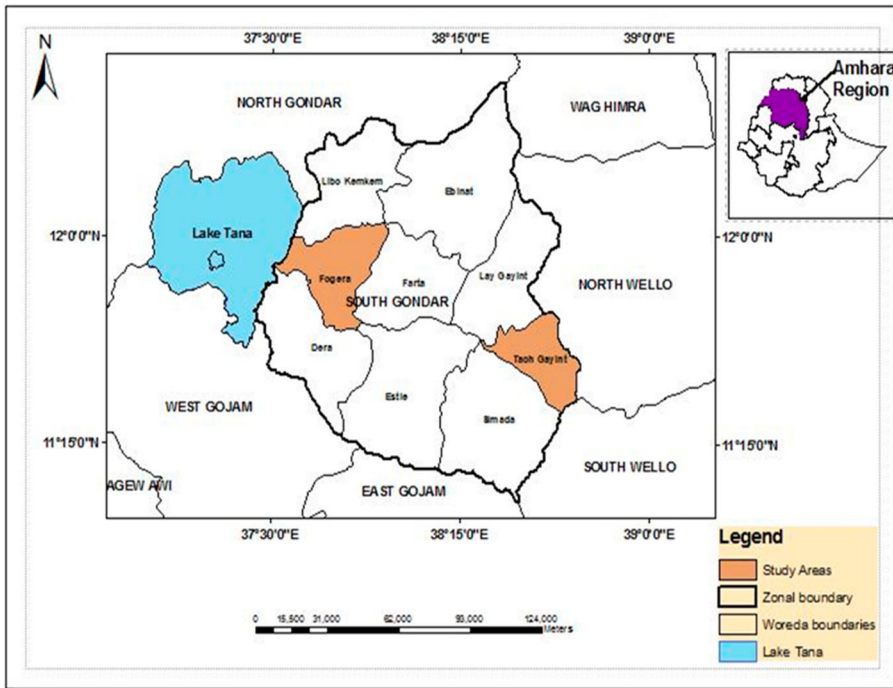 37°30'0"E
38°15'0"E
39°0'0"E
N
Amhara
Region
NORTH GONDAR
WAG HIMRA
Libo Kemkem
Ebinat
12°0'0"N
Lake Tana
12°0'0"N
Fogera
Farta
Lay Gayint
NORTH WELLO
SOUTH GONDAR
Dera
Taoh Gayint
WEST GOJAM
Estie
Simada
11°15'0"N
11°15'0"N
SOUTH WELLO
AGEW AWI
EAST GOJAM
37°30'0"E
38°15'0"E
39°0'0"E
Legend
Study Areas
Zonal boundary
Woreda boundaries
Lake Tana
0 15,500 31,000 62,000 93,000 124,000
Meters